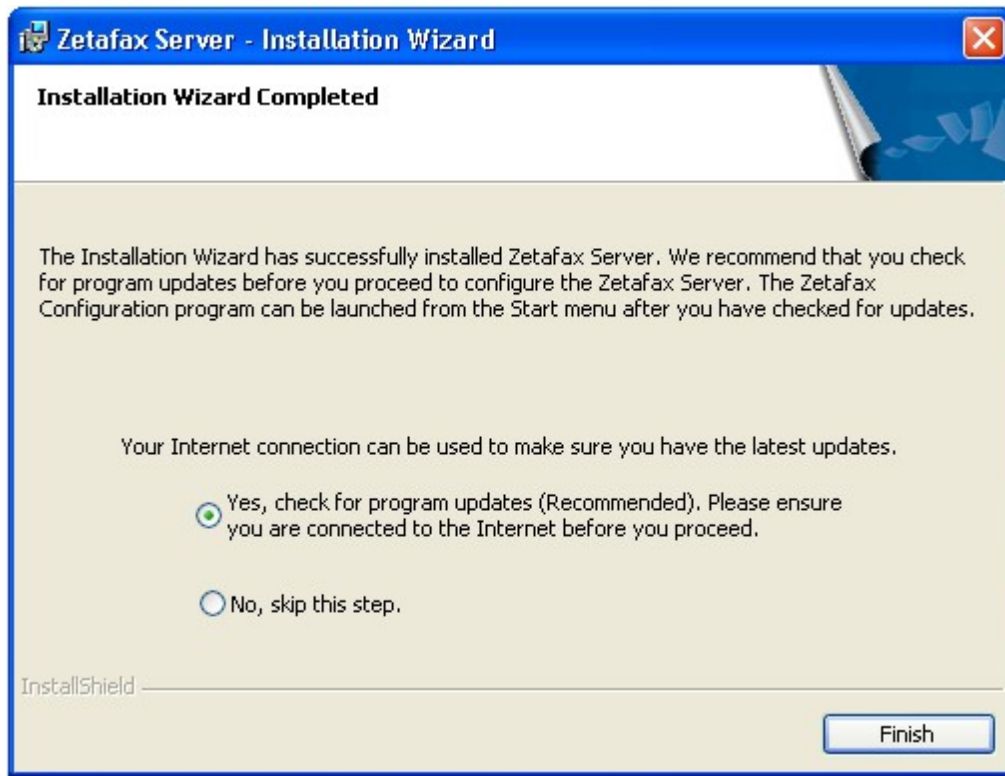 Zetafax Server - Installation Wizard
Installation Wizard Completed
The Installation Wizard has successfully installed Zetafax Server. We recommend that you check
for program updates before you proceed to configure the Zetafax Server. The Zetafax
Configuration program can be launched from the Start menu after you have checked for updates.
Your Internet connection can be used to make sure you have the latest updates.
Yes, check for program updates (Recommended). Please ensure
you are connected to the Internet before you proceed.
No, skip this step.
InstallShield
Finish